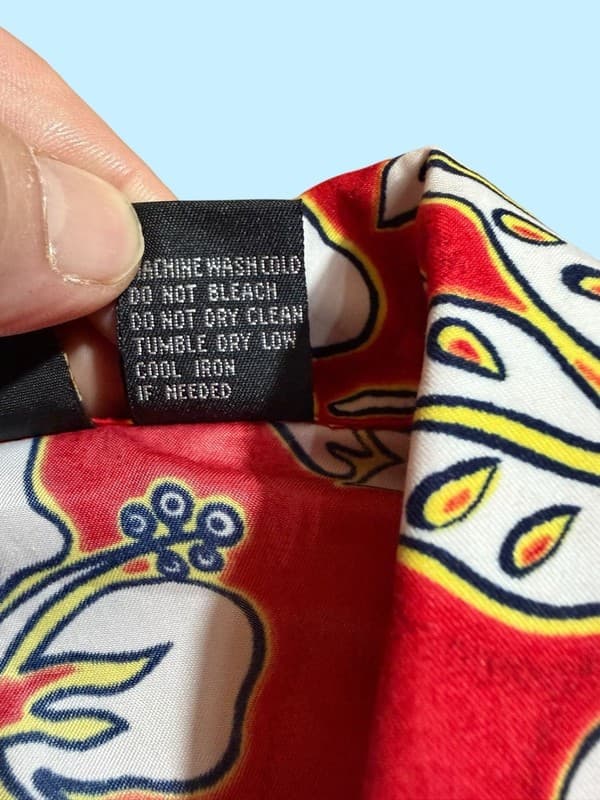 MACHINE WASH COLD
DO NOT BLEACH
DO NOT DRY CLEAN
TUMBLE DRY LOW
COOL IRON
IF NEEDED